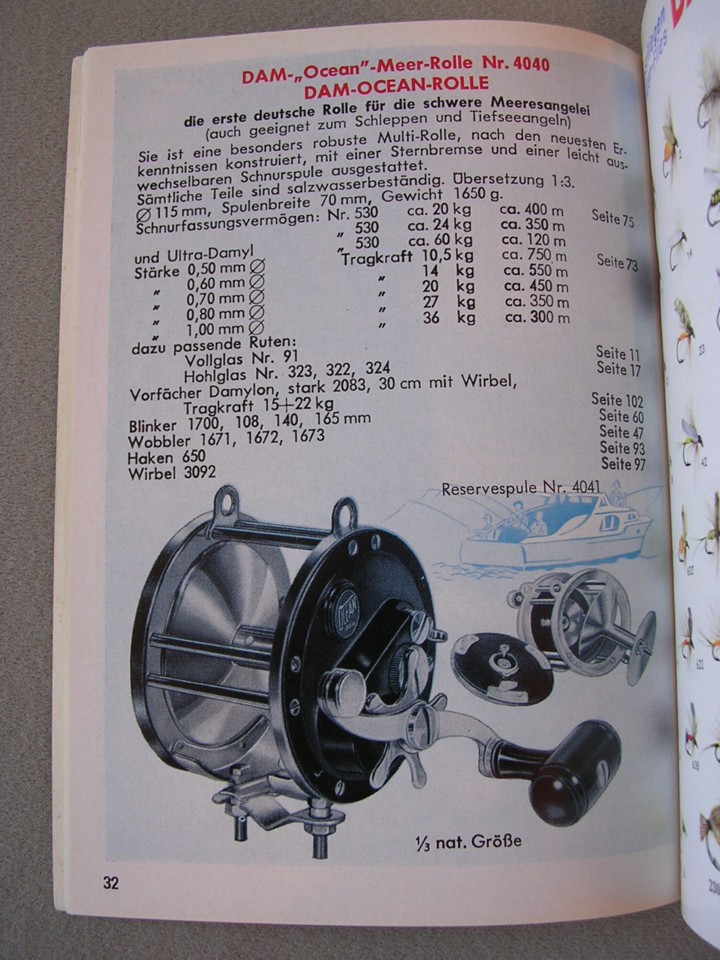 DAM-„Ocean"-Meer-Rolle Nr. 4040
DAM-OCEAN-ROLLE
die erste deutsche Rolle für die schwere Meeresangelei
(auch geeignet zum Schleppen und Tiefseeangeln)
Sie ist eine besonders robuste Multi-Rolle, nach den neuesten Er-
kenntnissen konstruiert, mit einer Sternbremse und einer leicht aus-
wechselbaren Schnurspule ausgestattet.
Sämtliche Teile sind salzwasserbeständig. Übersetzung 1:3.
∅ 115 mm, Spulenbreite 70 mm, Gewicht 1650 g.
Schnurfassungsvermögen: Nr. 530 ca. 20 kg ca. 400 m Seite 75
„ 530 ca. 24 kg ca. 350 m
„ 530 ca. 60 kg ca. 120 m
und Ultra-Damyl
Stärke 0,50 mm ∅ Tragkraft 10,5 kg ca. 750 m Seite 73
„ 0,60 mm ∅ „ 14 kg ca. 550 m
„ 0,70 mm ∅ „ 20 kg ca. 450 m
„ 0,80 mm ∅ „ 27 kg ca. 350 m
„ 1,00 mm ∅ „ 36 kg ca. 300 m
dazu passende Ruten:
Vollglas Nr. 91 Seite 11
Hohlglas Nr. 323, 322, 324 Seite 17
Vorfächer Damylon, stark 2083, 30 cm mit Wirbel,
Tragkraft 15+22 kg Seite 102
Blinker 1700, 108, 140, 165 mm Seite 60
Wobbler 1671, 1672, 1673 Seite 47
Haken 650 Seite 93
Wirbel 3092 Seite 97
Reservespule Nr. 4041
OCEAN
⅓ nat. Größe
32
2
14
23
42
602
622
628